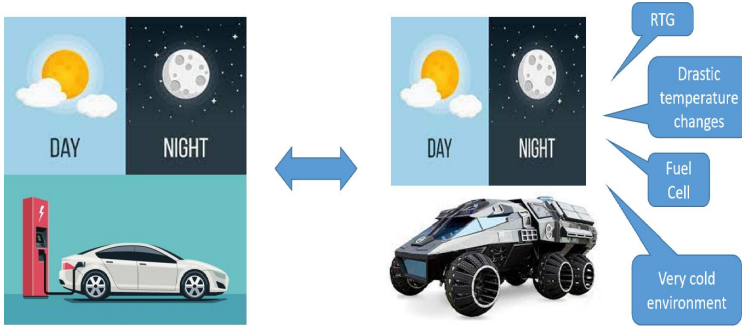 DAY
NIGHT
DAY
NIGHT
RTG
Drastic
temperature
changes
Fuel
Cell
Very cold
environment